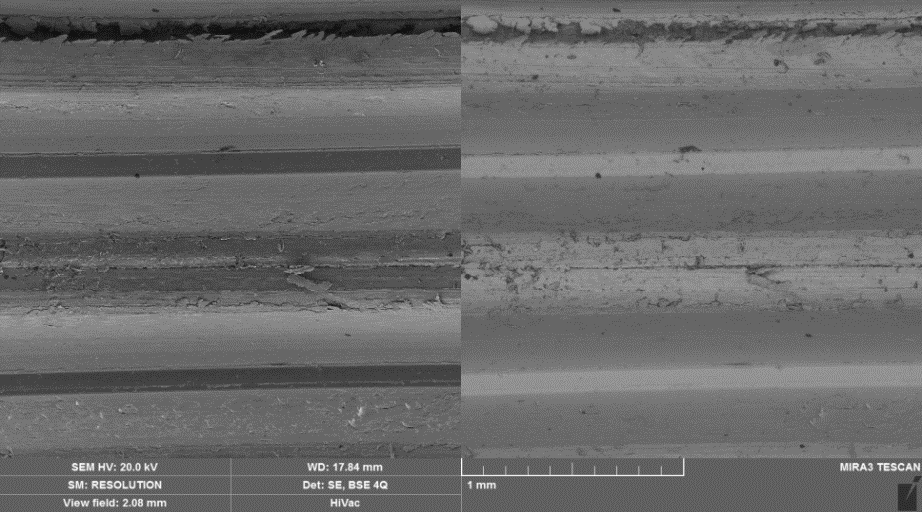 SEM HV: 20.0 kV
WD: 17.84 mm
MIRA3 TESCAN
SM: RESOLUTION
Det: SE, BSE 4Q
1 mm
View field: 2.08 mm
HiVac